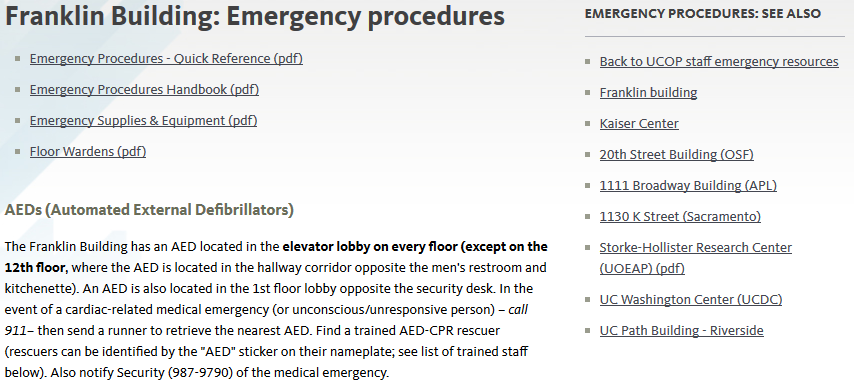 Franklin Building: Emergency procedures
Emergency Procedures - Quick Reference (pdf)
Emergency Procedures Handbook (pdf)
Emergency Supplies & Equipment (pdf)
Floor Wardens (pdf)
AEDs (Automated External Defibrillators)
The Franklin Building has an AED located in the elevator lobby on every floor (except on the
12th floor, where the AED is located in the hallway corridor opposite the men's restroom and
kitchenette). An AED is also located in the 1st floor lobby opposite the security desk. In the
event of a cardiac-related medical emergency (or unconscious/unresponsive person) – call
911– then send a runner to retrieve the nearest AED. Find a trained AED-CPR rescuer
(rescuers can be identified by the "AED" sticker on their nameplate; see list of trained staff
below). Also notify Security (987-9790) of the medical emergency.
EMERGENCY PROCEDURES: SEE ALSO
Back to UCOP staff emergency resources
Franklin building
Kaiser Center
20th Street Building (OSF)
1111 Broadway Building (APL)
1130 K Street (Sacramento)
Storke-Hollister Research Center
(UOEAP) (pdf)
UC Washington Center (UCDC)
UC Path Building - Riverside